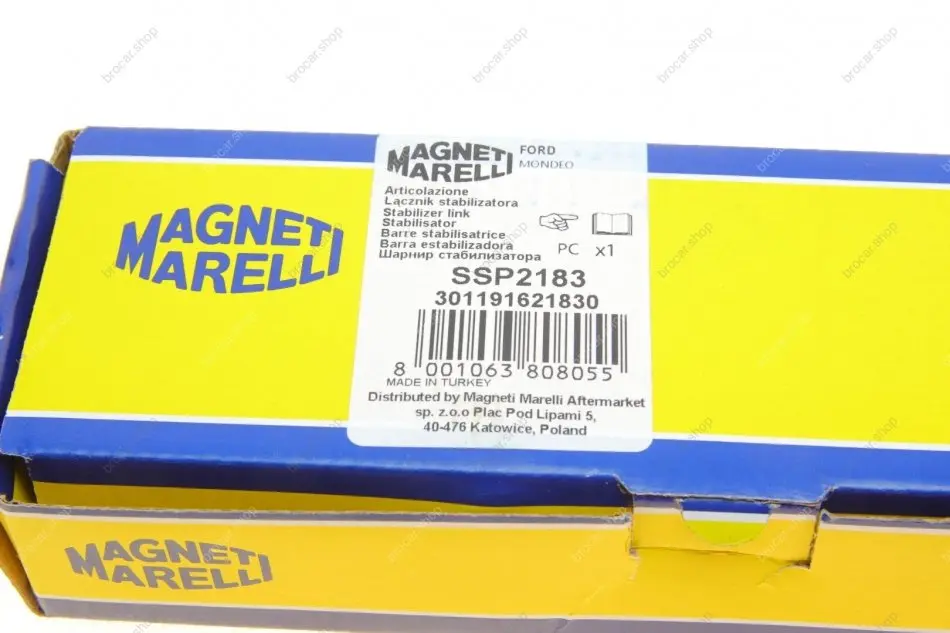 MAGNETI
MARELLI
MAGNETI
MARELLI
FORD
MONDEO
Articolazione
Łącznik stabilizatora
Stabilizer link
Stabilisator
Barre stabilisatrice
Barra estabilizadora
Шарнир стабилизатора
PC x1
SSP2183
301191621830
8 001063 808055
MADE IN TURKEY
Distributed by Magneti Marelli Aftermarket
sp. z.o.o Plac Pod Lipami 5,
40-476 Katowice, Poland
MAGNETI
MARELLI
brocar.shop